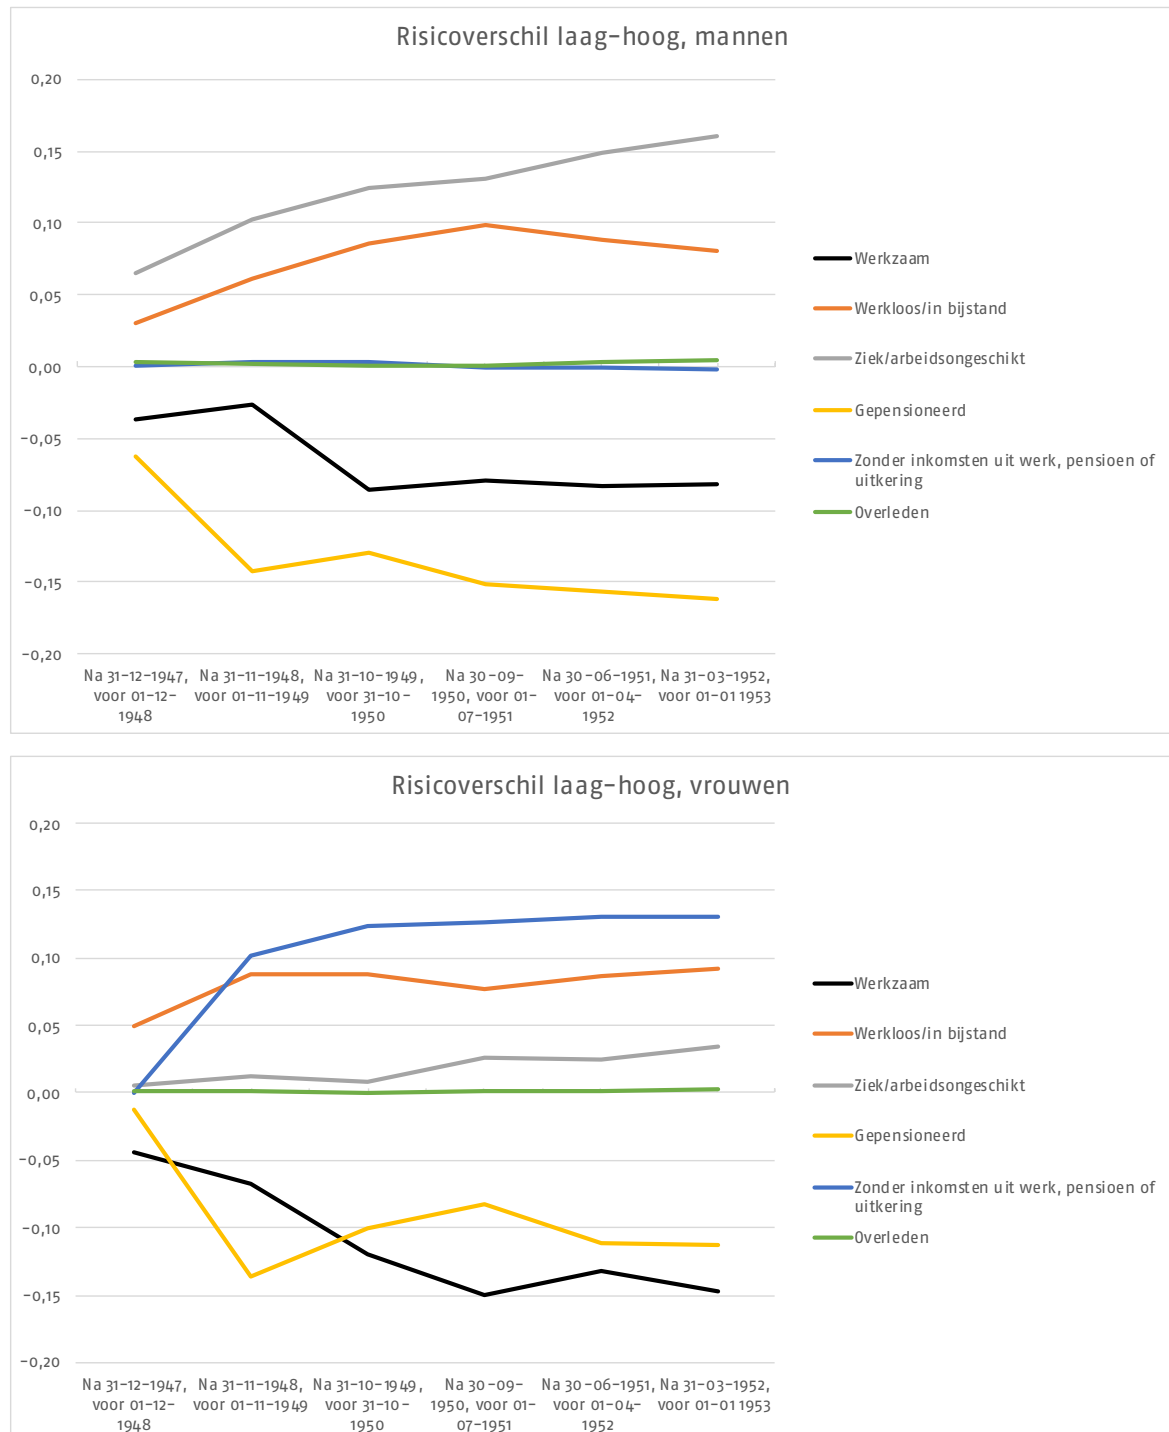 Risicoverschil laag-hoog, mannen
0,20
0,15
0,10
0,05
0,00
-0,05
-0,10
-0,15
-0,20
Werkzaam
Werkloos/in bijstand
Ziek/arbeidsongeschikt
Gepensioneerd
Zonder inkomsten uit werk, pensioen of
uitkering
Overleden
Na 31-12-1947,
voor 01-12-
1948
Na 31-11-1948,
voor 01-11-1949
Na 31-10-1949,
voor 31-10-
1950
Na 30-09-
1950, voor 01-
07-1951
Na 30-06-1951,
voor 01-04-
1952
Na 31-03-1952,
voor 01-01 1953
Risicoverschil laag-hoog, vrouwen
0,20
0,15
0,10
0,05
0,00
-0,05
-0,10
-0,15
-0,20
Werkzaam
Werkloos/in bijstand
Ziek/arbeidsongeschikt
Gepensioneerd
Zonder inkomsten uit werk, pensioen of
uitkering
Overleden
Na 31-12-1947,
voor 01-12-
1948
Na 31-11-1948,
voor 01-11-1949
Na 31-10-1949,
voor 31-10-
1950
Na 30-09-
1950, voor 01-
07-1951
Na 30-06-1951,
voor 01-04-
1952
Na 31-03-1952,
voor 01-01 1953